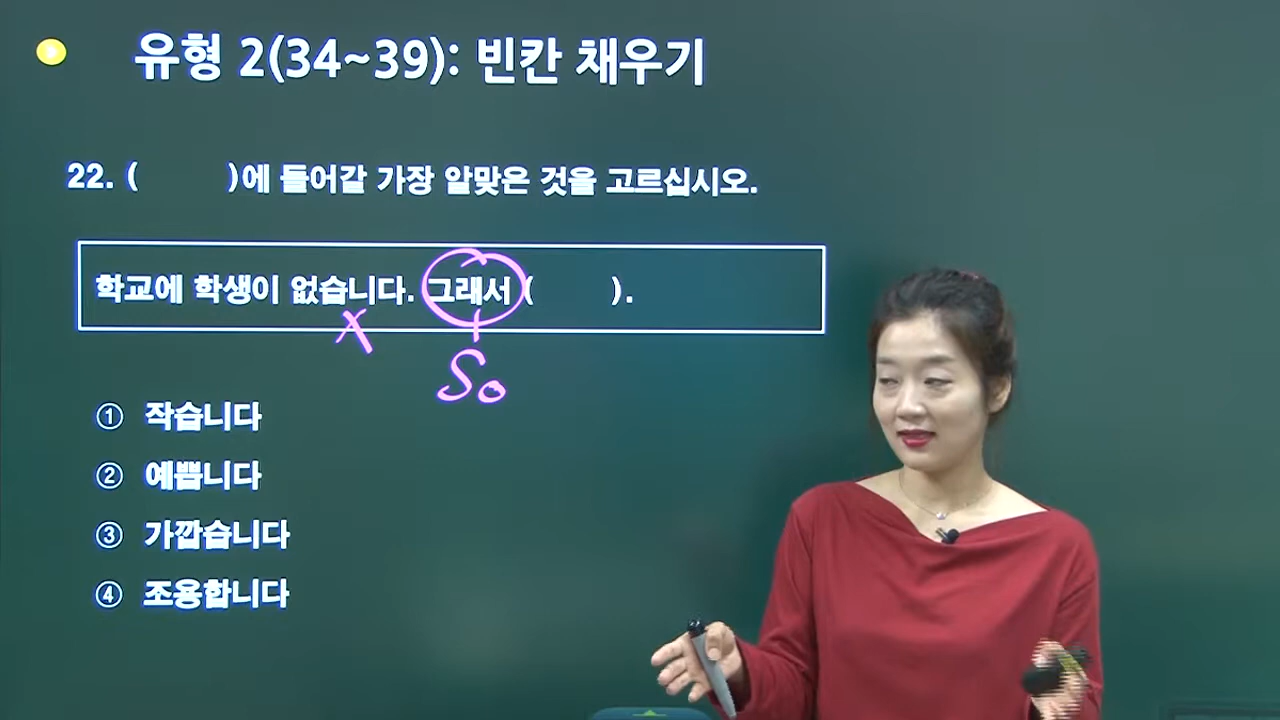 유형 2(34~39): 빈칸 채우기
22. (        )에 들어갈 가장 알맞은 것을 고르십시오.
학교에 학생이 없습니다. 그래서 (        ).
X
So
① 작습니다
② 예쁩니다
③ 가깝습니다
④ 조용합니다